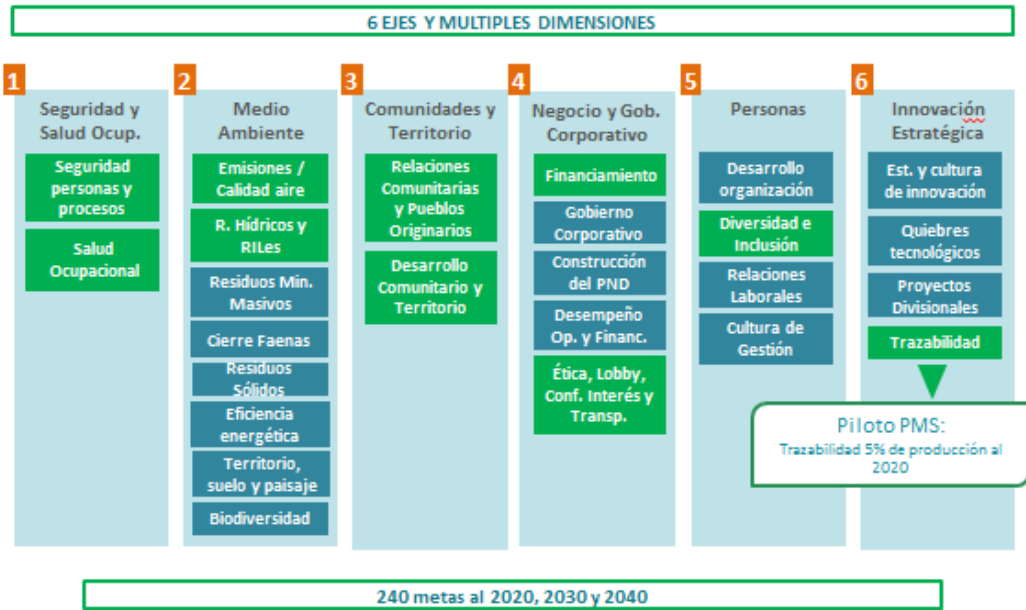 6 EJES Y MULTIPLES DIMENSIONES
1
Seguridad y
Salud Ocup.
Seguridad
personas y
procesos
Salud
Ocupacional
2
Medio
Ambiente
Emisiones /
Calidad aire
R. Hídricos y
RILes
Residuos Min.
Masivos
Cierre Faenas
Residuos
Sólidos
Eficiencia
energética
Territorio,
suelo y paisaje
Biodiversidad
3
Comunidades y
Territorio
Relaciones
Comunitarias
y Pueblos
Originarios
Desarrollo
Comunitario y
Territorio
4
Negocio y Gob.
Corporativo
Financiamiento
Gobierno
Corporativo
Construcción
del PND
Desempeño
Op. y Financ.
Ética, Lobby,
Conf. Interés y
Transp.
5
Personas
Desarrollo
organización
Diversidad e
Inclusión
Relaciones
Laborales
Cultura de
Gestión
6
Innovación
Estratégica
Est. y cultura
de innovación
Quiebres
tecnológicos
Proyectos
Divisionales
Trazabilidad
Piloto PMS:
Trazabilidad 5% de producción al
2020
240 metas al 2020, 2030 y 2040